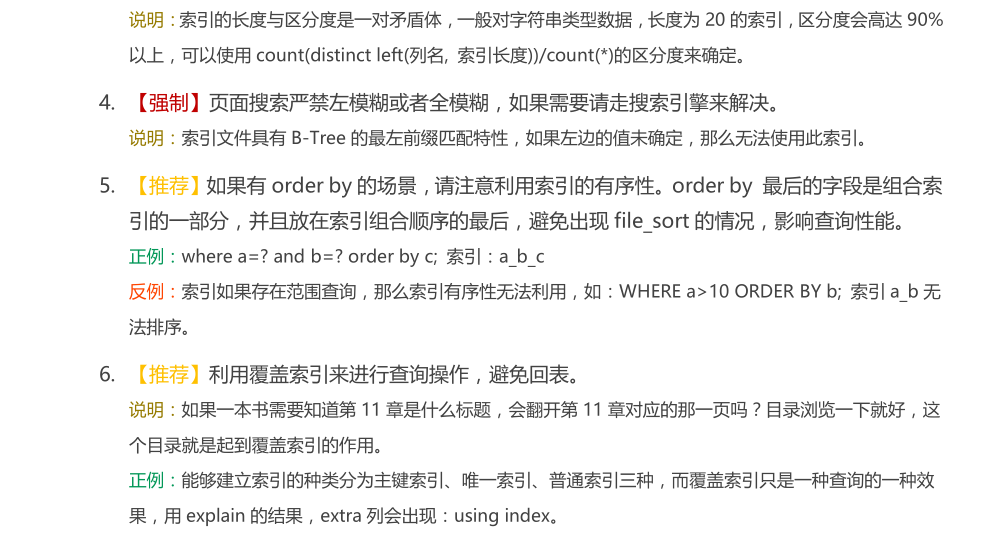 说明：索引的长度与区分度是一对矛盾体，一般对字符串类型数据，长度为 20 的索引，区分度会高达 90%
以上，可以使用 count(distinct left(列名, 索引长度))/count(*)的区分度来确定。
4. 【强制】页面搜索严禁左模糊或者全模糊，如果需要请走搜索引擎来解决。
说明：索引文件具有 B-Tree 的最左前缀匹配特性，如果左边的值未确定，那么无法使用此索引。
5. 【推荐】如果有 order by 的场景，请注意利用索引的有序性。order by 最后的字段是组合索
引的一部分，并且放在索引组合顺序的最后，避免出现 file_sort 的情况，影响查询性能。
正例：where a=? and b=? order by c; 索引：a_b_c
反例：索引如果存在范围查询，那么索引有序性无法利用，如：WHERE a>10 ORDER BY b; 索引 a_b 无
法排序。
6. 【推荐】利用覆盖索引来进行查询操作，避免回表。
说明：如果一本书需要知道第 11 章是什么标题，会翻开第 11 章对应的那一页吗？目录浏览一下就好，这
个目录就是起到覆盖索引的作用。
正例：能够建立索引的种类分为主键索引、唯一索引、普通索引三种，而覆盖索引只是一种查询的一种效
果，用 explain 的结果，extra 列会出现：using index。